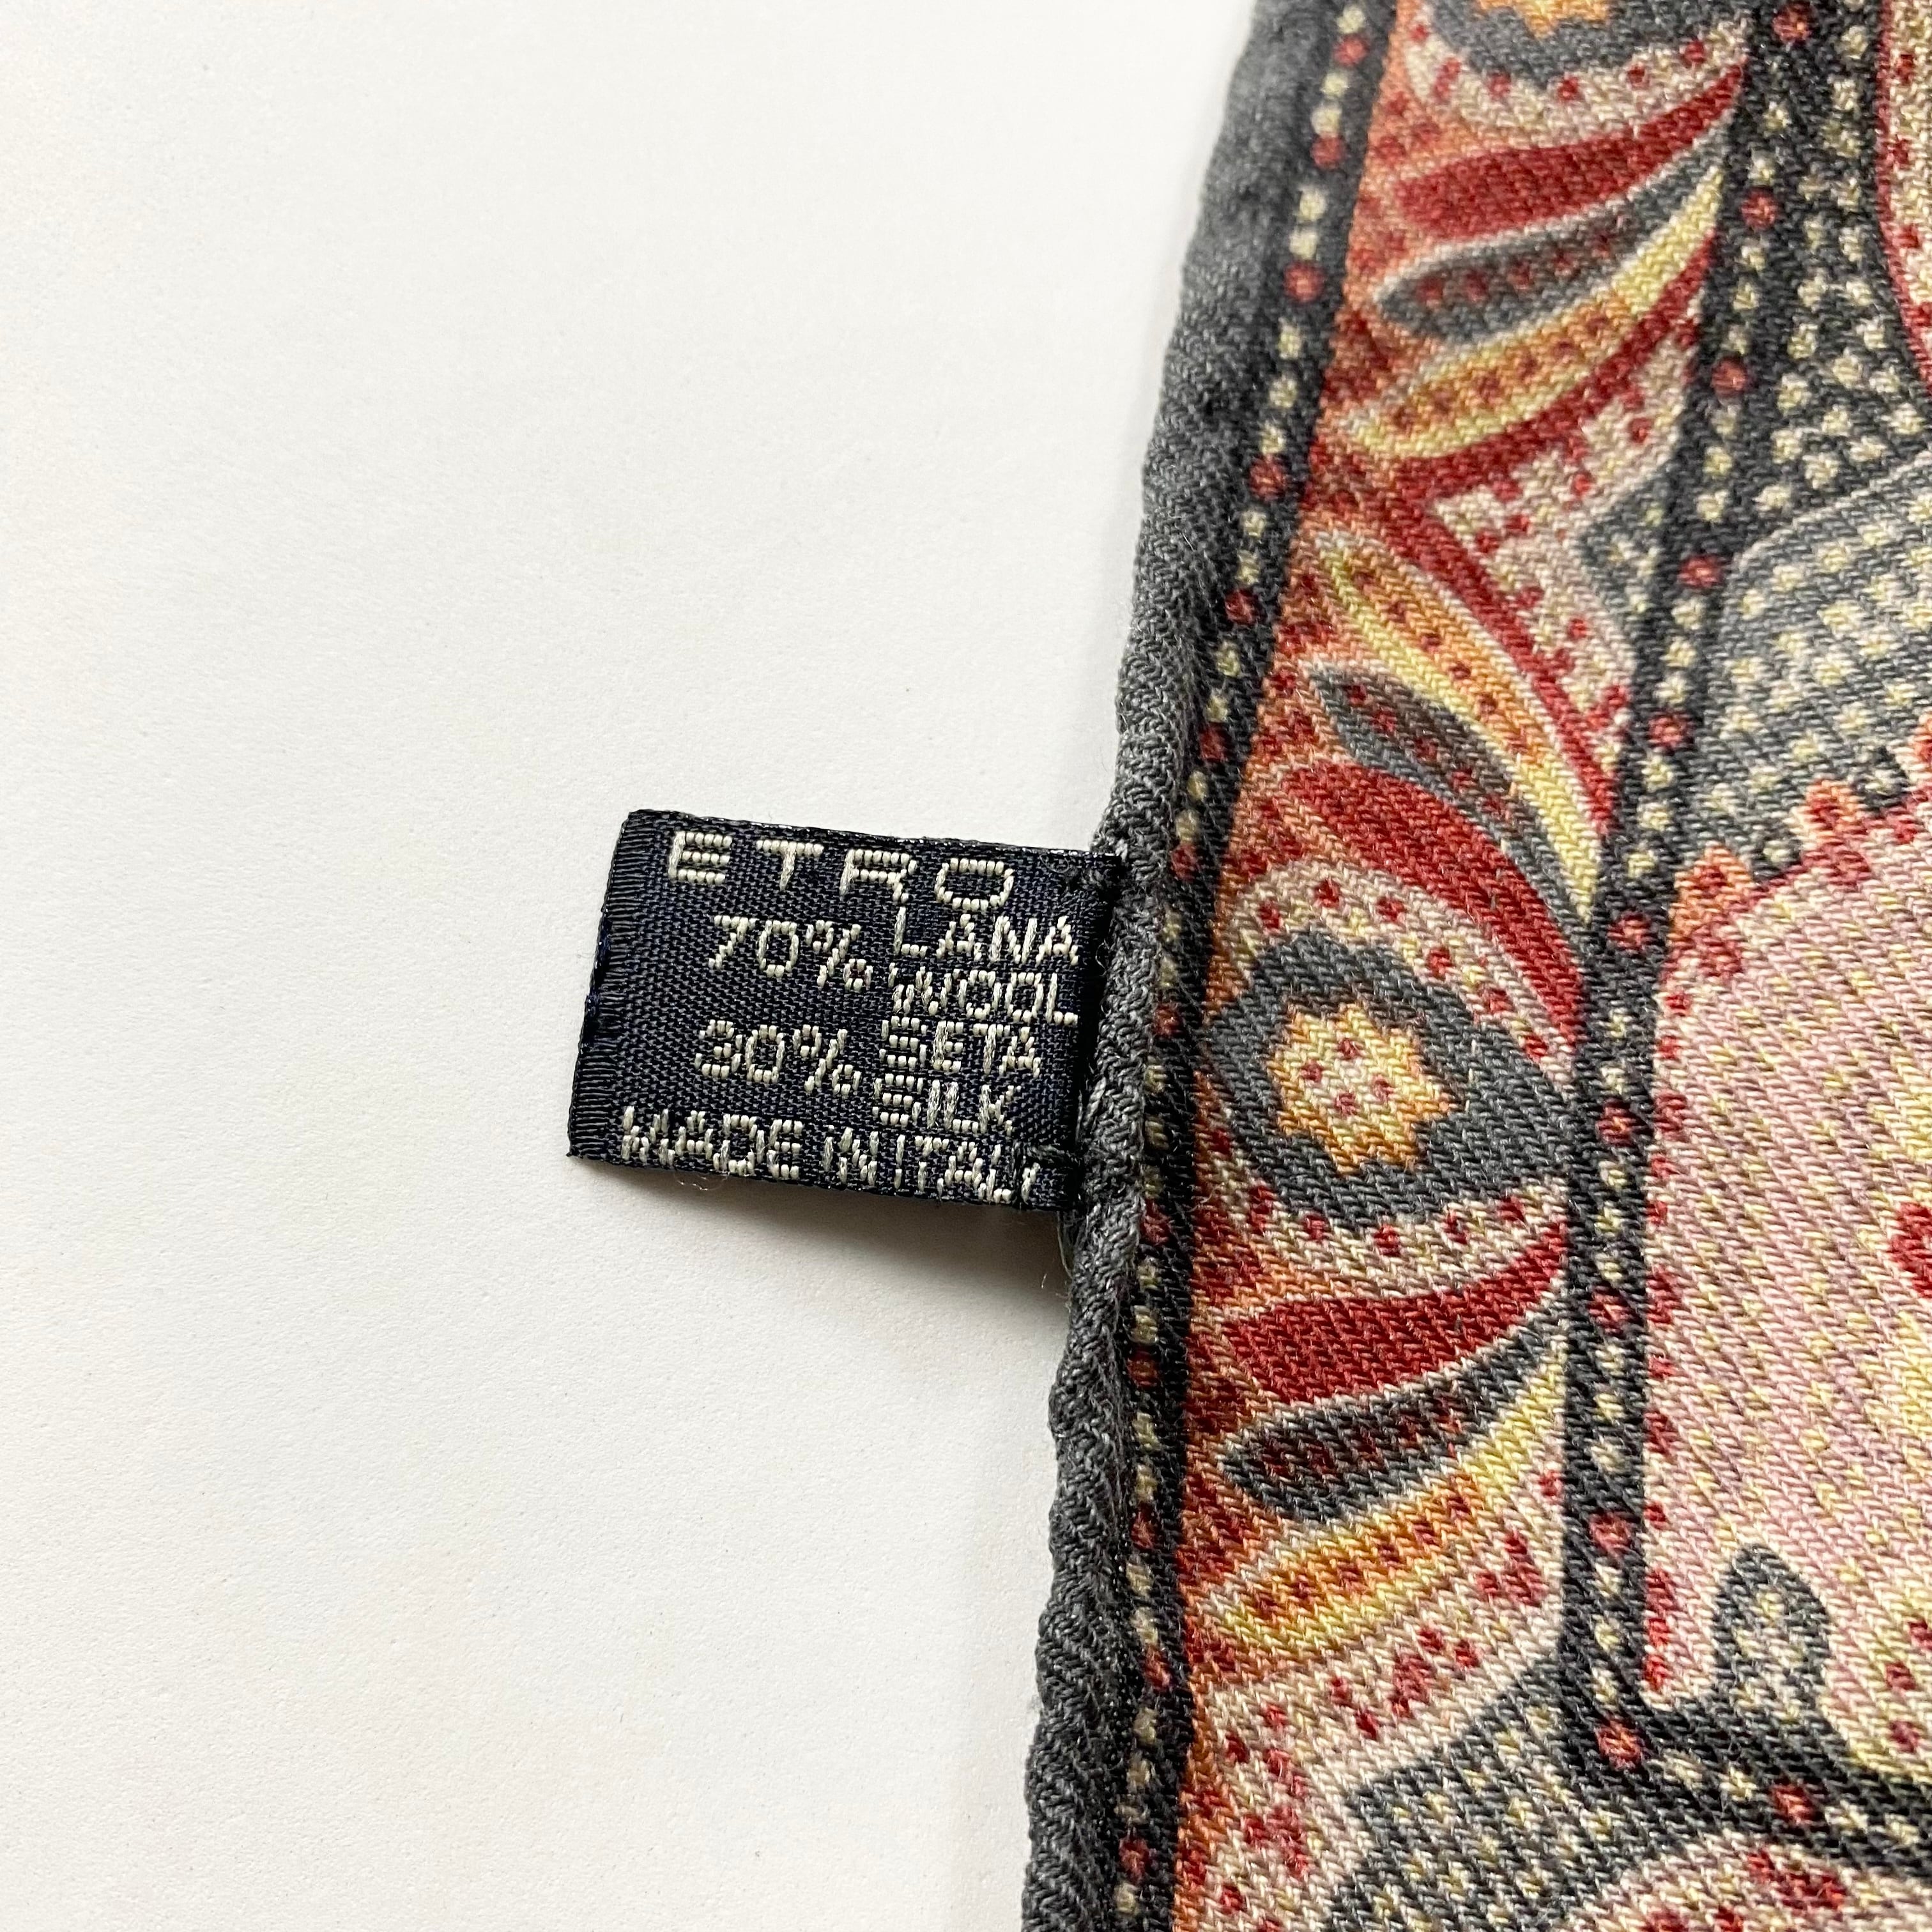 ETRO
70% LANA
WOOL
30% SETA
SILK
MADE IN ITALY